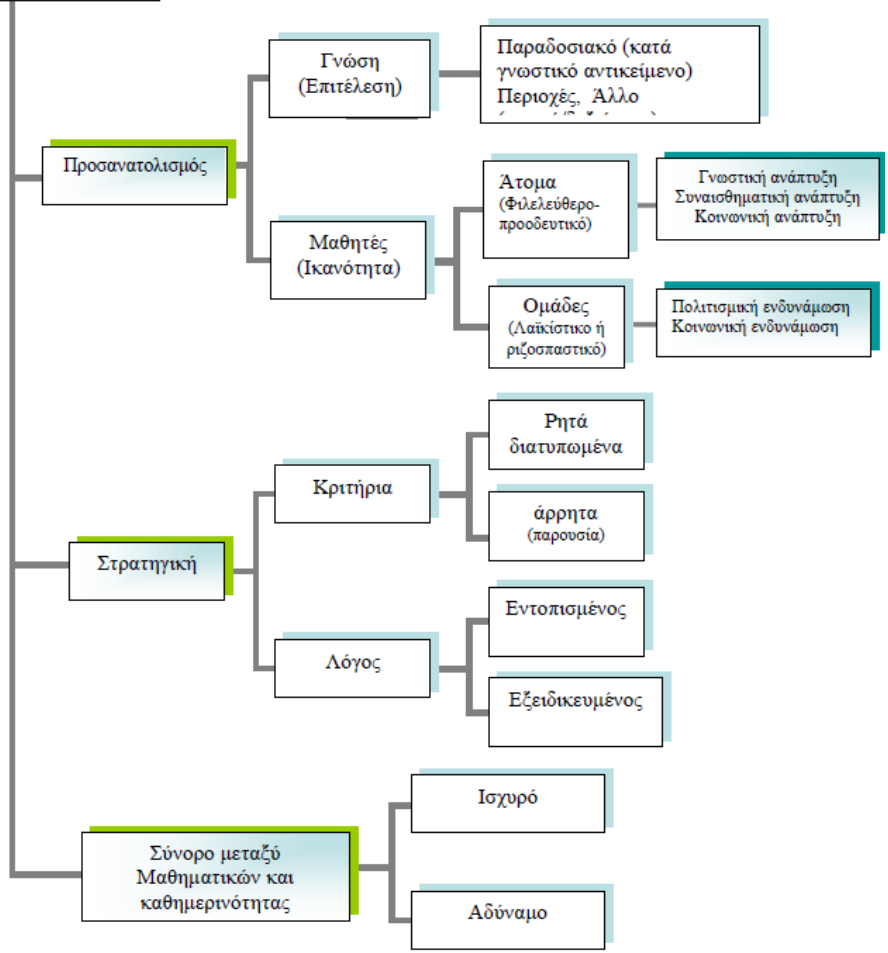 Γνώση
(Επιτέλεση)
Παραδοσιακό (κατά
γνωστικό αντικείμενο)
Περιοχές, Άλλο
Προσανατολισμός
Μαθητές
(Ικανότητα)
Άτομα
(Φιλελεύθερο-
προοδευτικό)
Γνωστική ανάπτυξη
Συναισθηματική ανάπτυξη
Κοινωνική ανάπτυξη
Ομάδες
(Λαϊκίστικο ή
ριζοσπαστικό)
Πολιτισμική ενδυνάμωση
Κοινωνική ενδυνάμωση
Στρατηγική
Κριτήρια
Ρητά
διατυπωμένα
άρρητα
(παρουσία)
Λόγος
Εντοπισμένος
Εξειδικευμένος
Σύνορο μεταξύ
Μαθηματικών και
καθημερινότητας
Ισχυρό
Αδύναμο